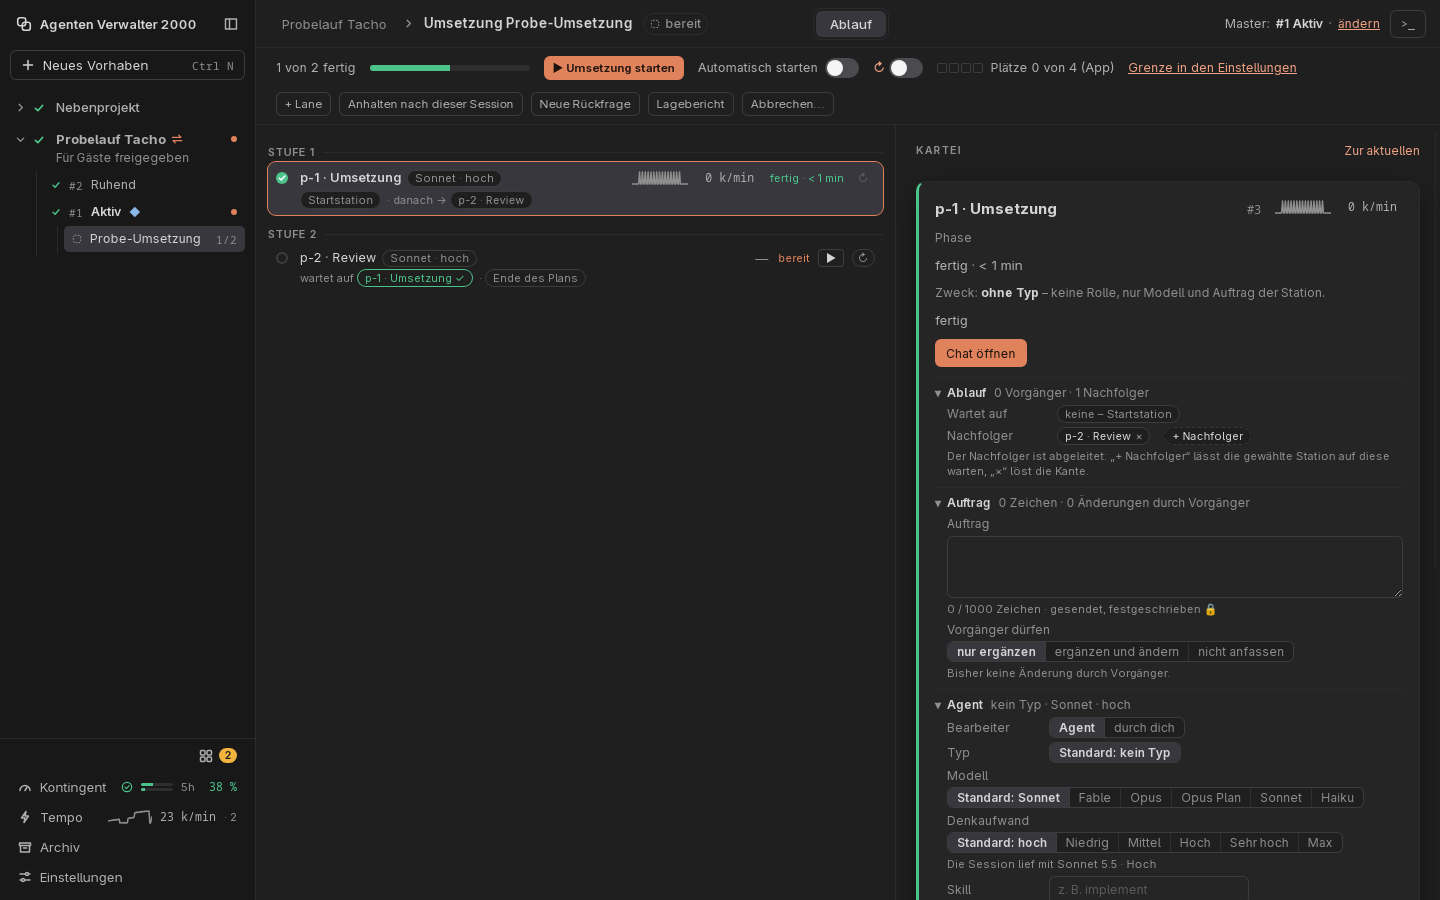 Agenten Verwalter 2000
Neues Vorhaben Ctrl N
Nebenprojekt
Probelauf Tacho
Für Gäste freigegeben
#2 Ruhend
#1 Aktiv
Probe-Umsetzung 1/2
2
Kontingent 5h 38 %
Tempo 23 k/min · 2
Archiv
Einstellungen
Probelauf Tacho Umsetzung Probe-Umsetzung bereit
Ablauf
Master: #1 Aktiv · ändern >_
1 von 2 fertig Umsetzung starten Automatisch starten Plätze 0 von 4 (App) Grenze in den Einstellungen
+ Lane Anhalten nach dieser Session Neue Rückfrage Lagebericht Abbrechen…
STUFE 1
p-1 · Umsetzung Sonnet · hoch 0 k/min fertig · < 1 min
Startstation · danach → p-2 · Review
STUFE 2
p-2 · Review Sonnet · hoch — bereit
wartet auf p-1 · Umsetzung ✓ · Ende des Plans
KARTEI Zur aktuellen
p-1 · Umsetzung #3 0 k/min
Phase
fertig · < 1 min
Zweck: ohne Typ – keine Rolle, nur Modell und Auftrag der Station.
fertig
Chat öffnen
Ablauf 0 Vorgänger · 1 Nachfolger
Wartet auf keine – Startstation
Nachfolger p-2 · Review × + Nachfolger
Der Nachfolger ist abgeleitet: „+ Nachfolger“ lässt die gewählte Station auf diese
warten, „×“ löst die Kante.
Auftrag 0 Zeichen · 0 Änderungen durch Vorgänger
Auftrag
0 / 1000 Zeichen · gesendet, festgeschrieben 🔒
Vorgänger dürfen
nur ergänzen ergänzen und ändern nicht anfassen
Bisher keine Änderung durch Vorgänger.
Agent kein Typ · Sonnet · hoch
Bearbeiter Agent durch dich
Typ Standard: kein Typ
Modell
Standard: Sonnet Fable Opus Opus Plan Sonnet Haiku
Denkaufwand
Standard: hoch Niedrig Mittel Hoch Sehr hoch Max
Die Session lief mit Sonnet 5.5 · Hoch
Skill z. B. implement